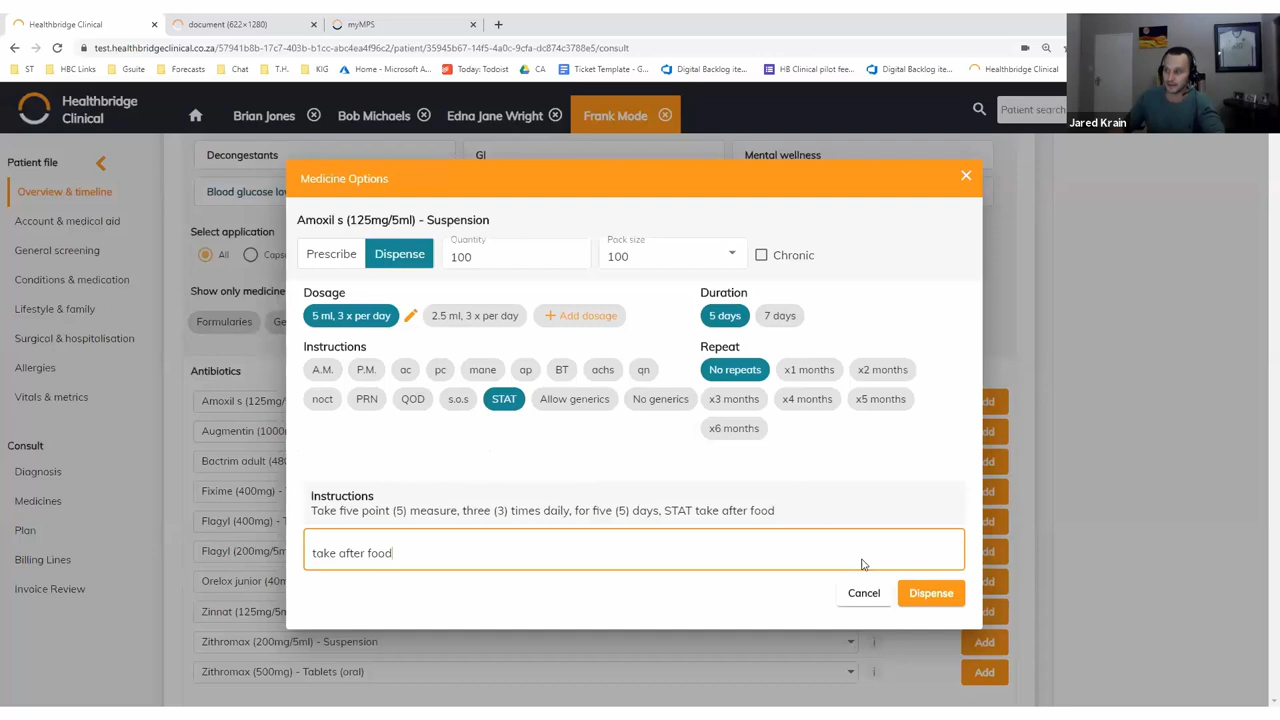 Healthbridge Clinical
document (622×1280)
myMPS
test.healthbridgeclinical.co.za/57941b8b-17c7-403b-b1cc-abc4ea4f96c2/patient/35945b67-14f5-4a0c-9cfa-dc874c3788e5/consult
ST HBC Links Gsuite Forecasts Chat T.H. KIG Home - Microsoft A... Today: Todoist CA Ticket Template - G... Digital Backlog ite... HB Clinical pilot fee... Digital Backlog ite... Healthbridge Clinical
Jared Krain
Healthbridge
Clinical
Brian Jones Bob Michaels Edna Jane Wright Frank Mode Patient search
Patient file
Overview & timeline
Account & medical aid
General screening
Conditions & medication
Lifestyle & family
Surgical & hospitalisation
Allergies
Vitals & metrics
Consult
Diagnosis
Medicines
Plan
Billing Lines
Invoice Review
Decongestants GI Mental wellness
Blood glucose low
Select application
All Caps
Show only medicine
Formularies Ge
Antibiotics
Amoxil s (125mg/5
Augmentin (1000
Bactrim adult (48
Fixime (400mg) -
Flagyl (400mg) - T
Flagyl (200mg/5m
Orelox junior (40m
Zinnat (125mg/5m
Zithromax (200mg/5ml) - Suspension Add
Zithromax (500mg) - Tablets (oral) Add
Medicine Options
Amoxil s (125mg/5ml) - Suspension
Prescribe Dispense
Quantity
100
Pack size
100
Chronic
Dosage
5 ml, 3 x per day 2.5 ml, 3 x per day + Add dosage
Duration
5 days 7 days
Instructions
A.M. P.M. ac pc mane ap BT achs qn
noct PRN QOD s.o.s STAT Allow generics No generics
Repeat
No repeats x1 months x2 months
x3 months x4 months x5 months
x6 months
Instructions
Take five point (5) measure, three (3) times daily, for five (5) days, STAT take after food
take after food
Cancel Dispense